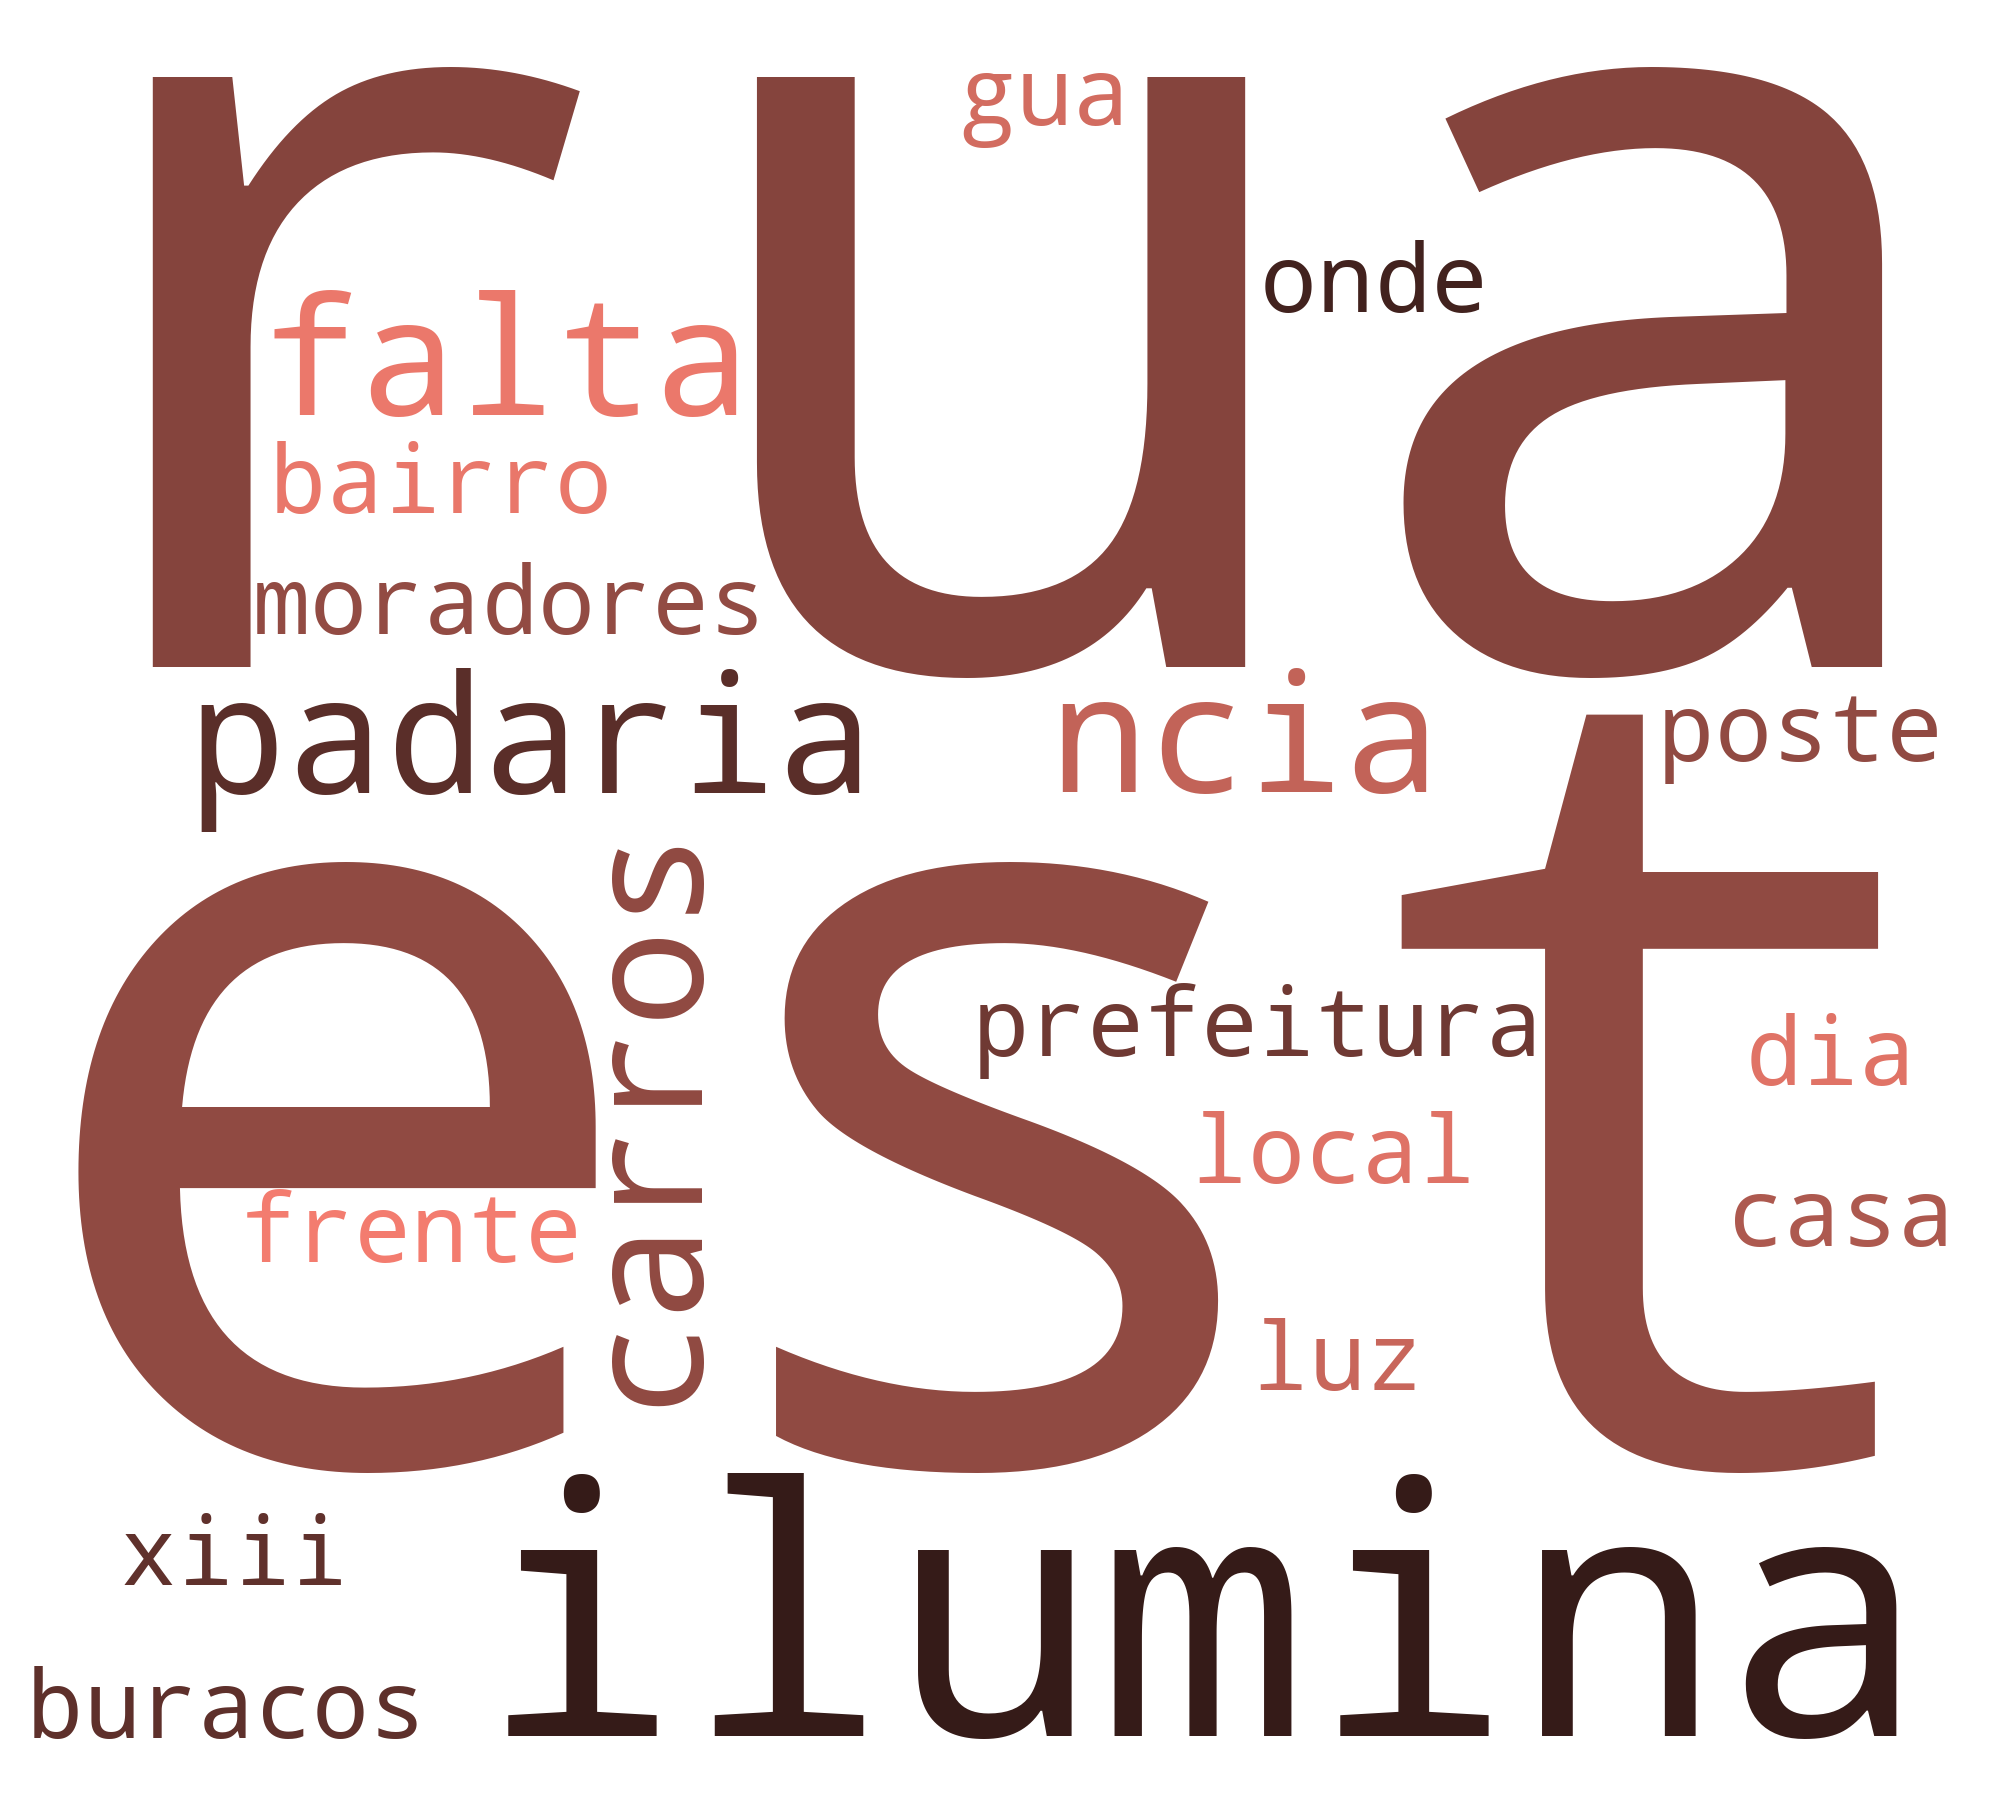 rua
gua
onde
falta
bairro
moradores
padaria
ncia
poste
est
carros
prefeitura
dia
local
casa
frente
luz
ilumina
xiii
buracos